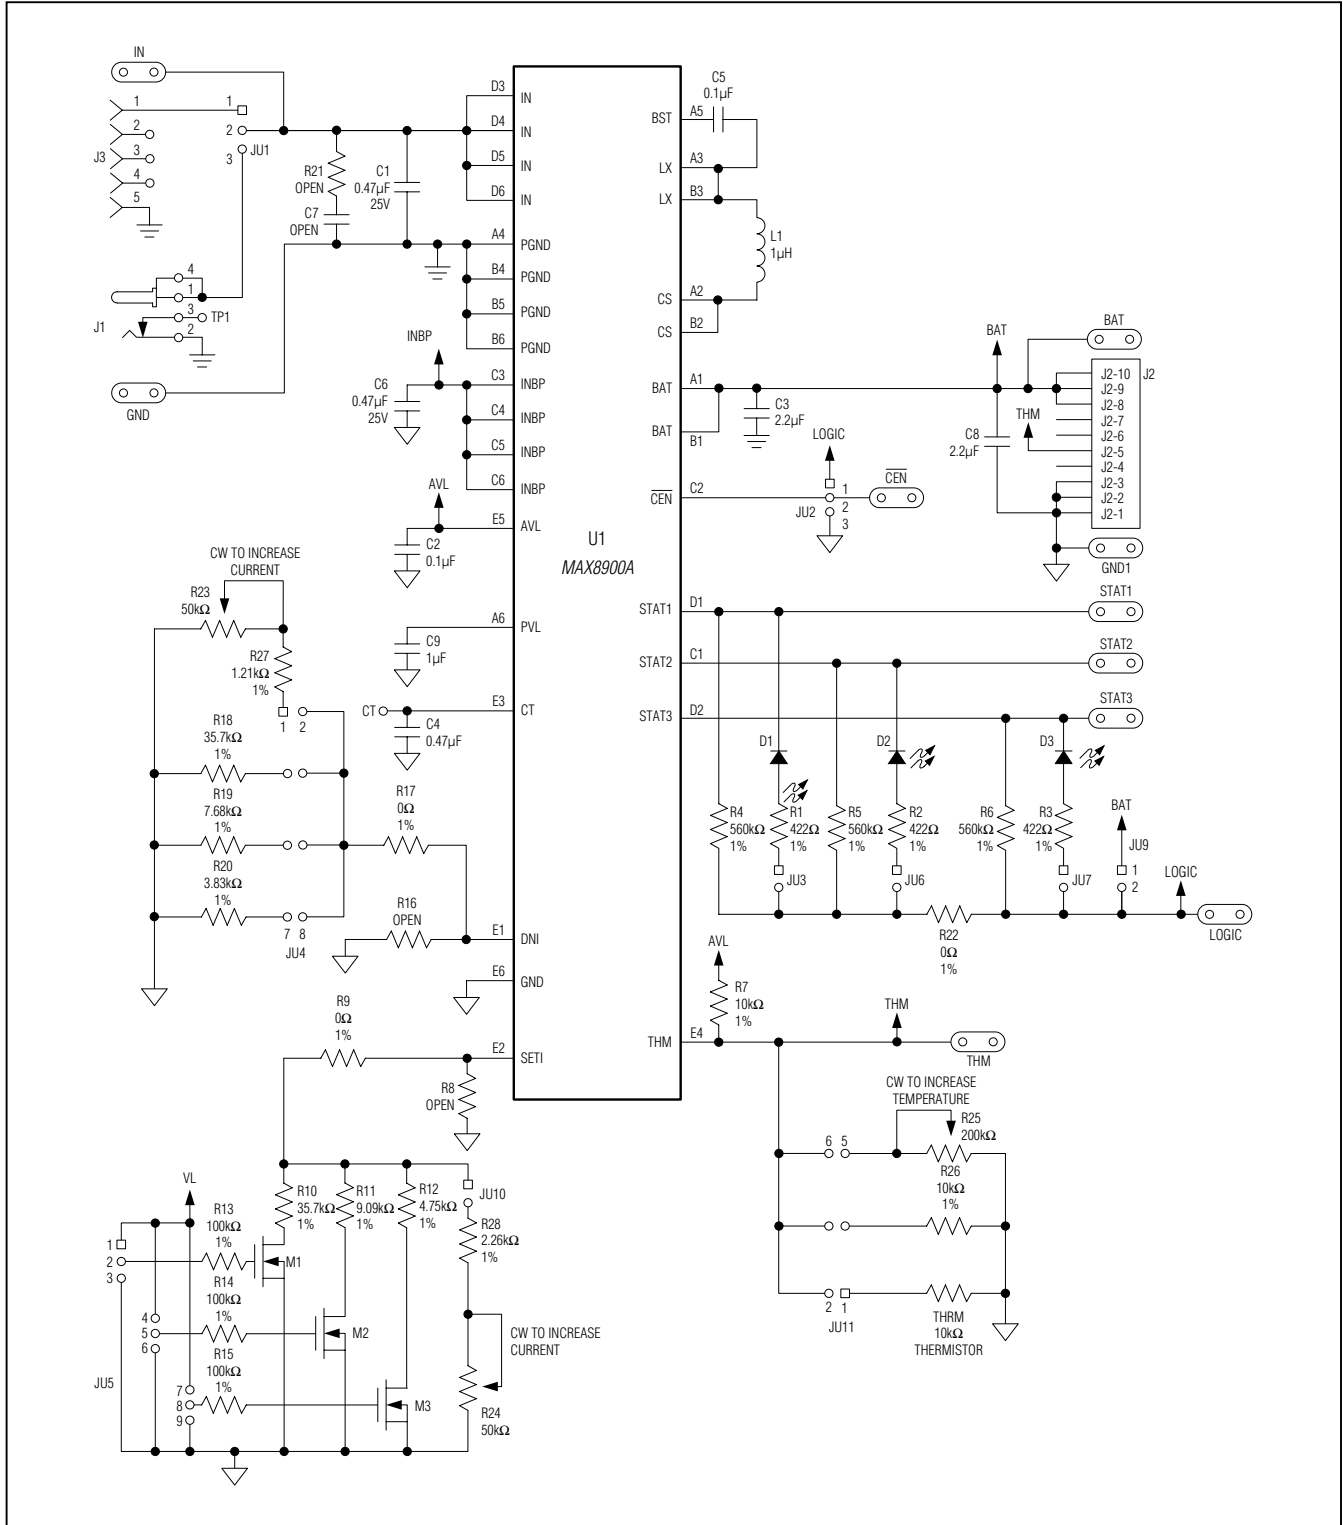 IN
J3
1
2
3
4
5
1
2
3
JU1
R21
OPEN
C7
OPEN
C1
0.47µF
25V
J1
4
1
3
TP1
2
GND
INBP
C6
0.47µF
25V
AVL
C2
0.1µF
C9
1µF
CT
C4
0.47µF
D3
IN
D4
IN
D5
IN
D6
IN
A4
PGND
B4
PGND
B5
PGND
B6
PGND
C3
INBP
C4
INBP
C5
INBP
C6
INBP
E5
AVL
A6
PVL
E3
CT
E1
DNI
E6
GND
E2
SETI
U1
MAX8900A
BST
A5
LX
A3
LX
B3
CS
A2
CS
B2
BAT
A1
BAT
B1
CEN
C2
STAT1
D1
STAT2
C1
STAT3
D2
THM
E4
C5
0.1µF
L1
1µH
C3
2.2µF
BAT
BAT
C8
2.2µF
THM
J2-10
J2
J2-9
J2-8
J2-7
J2-6
J2-5
J2-4
J2-3
J2-2
J2-1
GND1
LOGIC
1
2
3
JU2
CEN
STAT1
STAT2
STAT3
D1
D2
D3
R4
560kΩ
1%
R1
422Ω
1%
JU3
R5
560kΩ
1%
R2
422Ω
1%
JU6
R6
560kΩ
1%
R3
422Ω
1%
JU7
BAT
JU9
1
2
LOGIC
LOGIC
R22
0Ω
1%
CW TO INCREASE
CURRENT
R23
50kΩ
R27
1.21kΩ
1%
1 2
R18
35.7kΩ
1%
R19
7.68kΩ
1%
R20
3.83kΩ
1%
7 8
JU4
R17
0Ω
1%
R16
OPEN
R9
0Ω
1%
R8
OPEN
AVL
R7
10kΩ
1%
THM
THM
CW TO INCREASE
TEMPERATURE
6 5
R25
200kΩ
R26
10kΩ
1%
2 1
JU11
THRM
10kΩ
THERMISTOR
VL
R10
35.7kΩ
1%
R11
9.09kΩ
1%
R12
4.75kΩ
1%
JU10
R28
2.26kΩ
1%
CW TO INCREASE
CURRENT
R24
50kΩ
R13
100kΩ
1%
M1
1
2
3
R14
100kΩ
1%
M2
4
5
6
R15
100kΩ
1%
M3
JU5
7
8
9